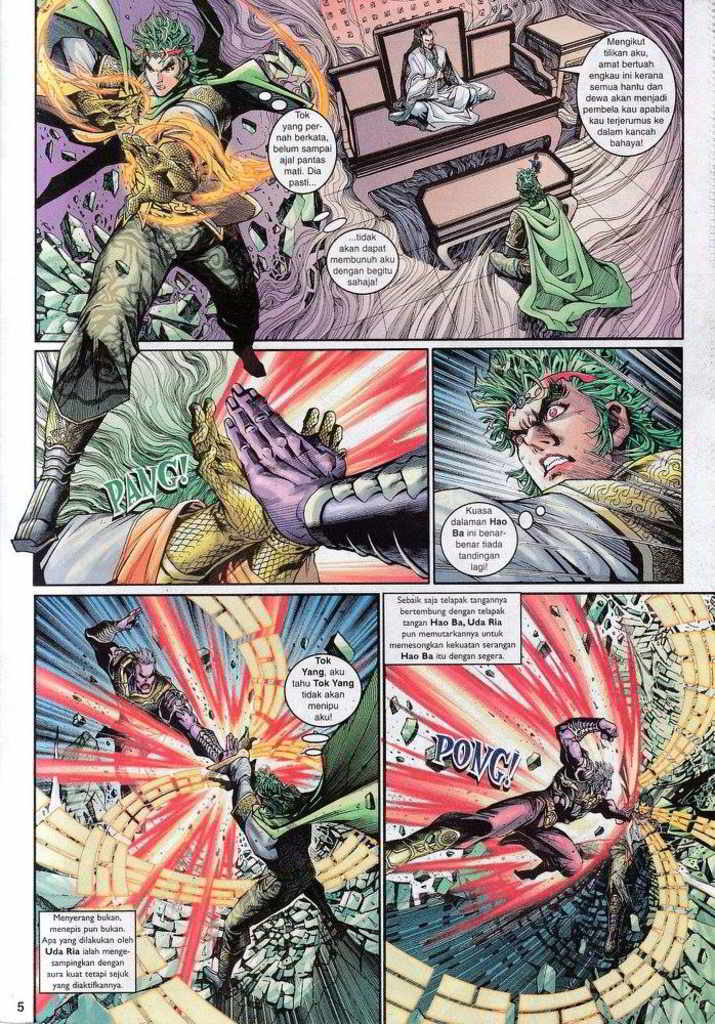 Tok
yang per-
nah berkata,
belum sampai
ajal pantas
mati. Dia
pasti...
Mengikut
tilikan aku,
amat bertuah
engkau ini kerana
semua hantu dan
dewa akan menjadi
pembela kau apabila
kau terjerumus ke
dalam kancah
bahaya!
...tidak
akan dapat
membunuh aku
dengan begitu
sahaja!
PANG!
Kuasa
dalaman Hao
Ba ini benar-
benar tiada
tandingan
lagi!
Tok
Yang, aku
tahu Tok Yang
tidak akan
menipu
aku!
Menyerang bukan,
menepis pun bukan.
Apa yang dilakukan oleh
Uda Ria ialah menge-
sampingkan dengan
aura kuat tetapi sejuk
yang diaktifkannya.
Sebaik saja telapak tangannya
bertembung dengan telapak
tangan Hao Ba, Uda Ria
pun memutarkannya untuk
memesongkan kekuatan serangan
Hao Ba itu dengan segera.
PONG!
5